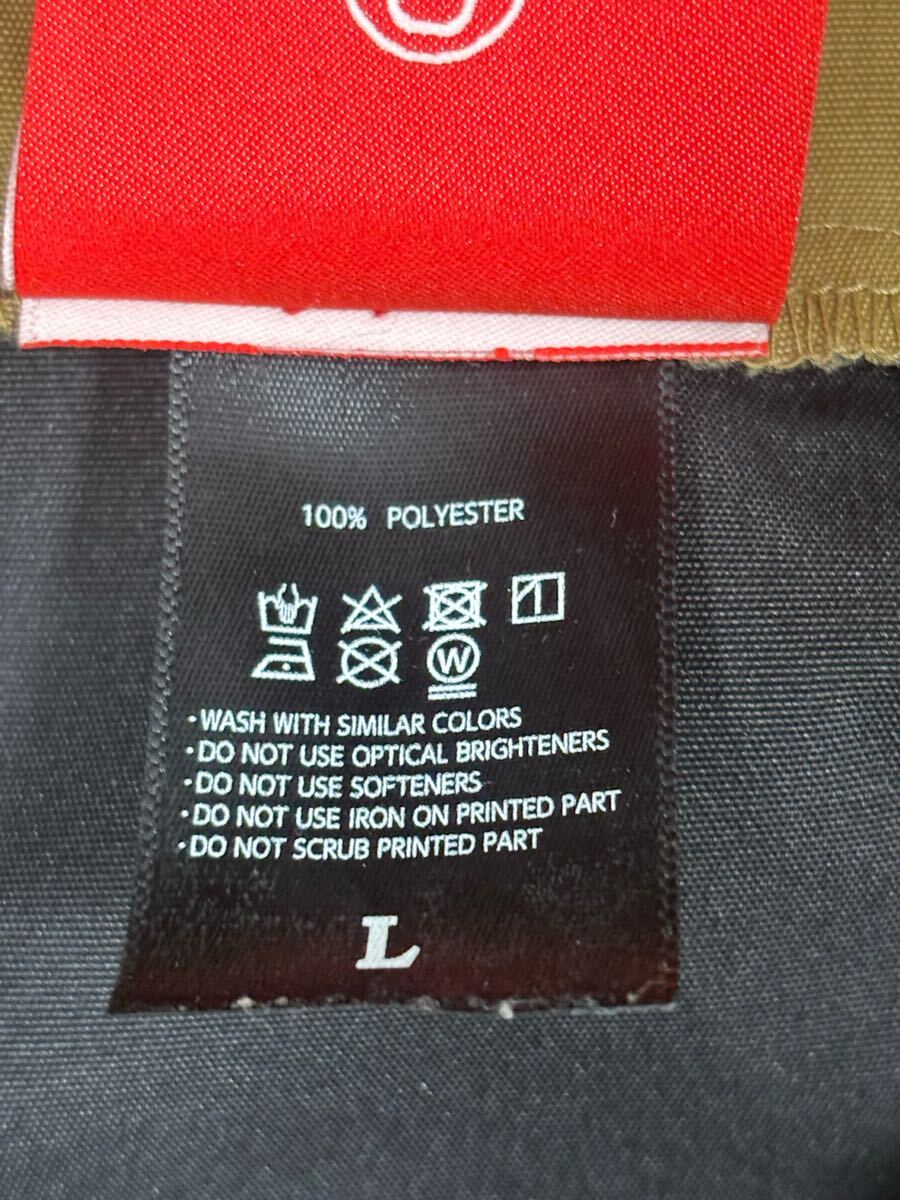 100% POLYESTER
W
·WASH WITH SIMILAR COLORS
·DO NOT USE OPTICAL BRIGHTENERS
·DO NOT USE SOFTENERS
·DO NOT USE IRON ON PRINTED PART
·DO NOT SCRUB PRINTED PART
L